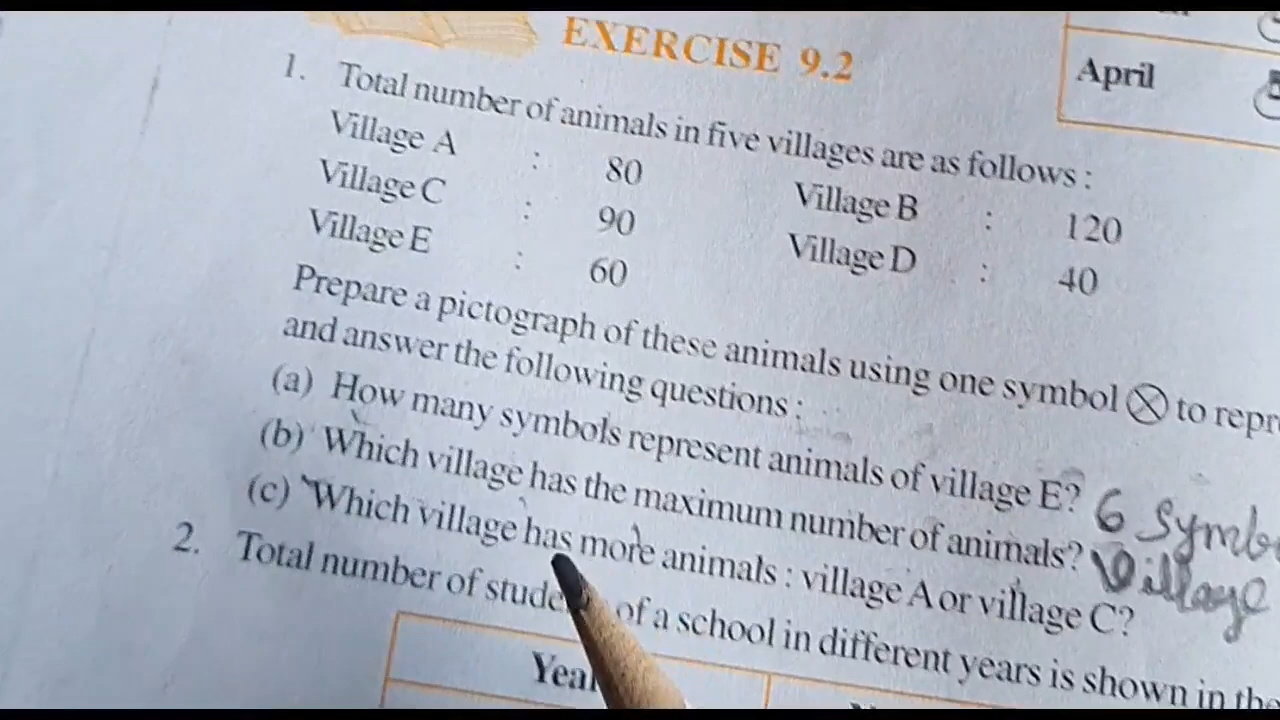 EXERCISE 9.2
April
1. Total number of animals in five villages are as follows :
Village A : 80 Village B : 120
Village C : 90 Village D : 40
Village E : 60
Prepare a pictograph of these animals using one symbol ⊗ to
and answer the following questions :
(a) How many symbols represent animals of village E? 6
(b) Which village has the maximum number of animals? Village
(c) Which village has more animals : village A or village C?
2. Total number of of a school in different years is shown in the